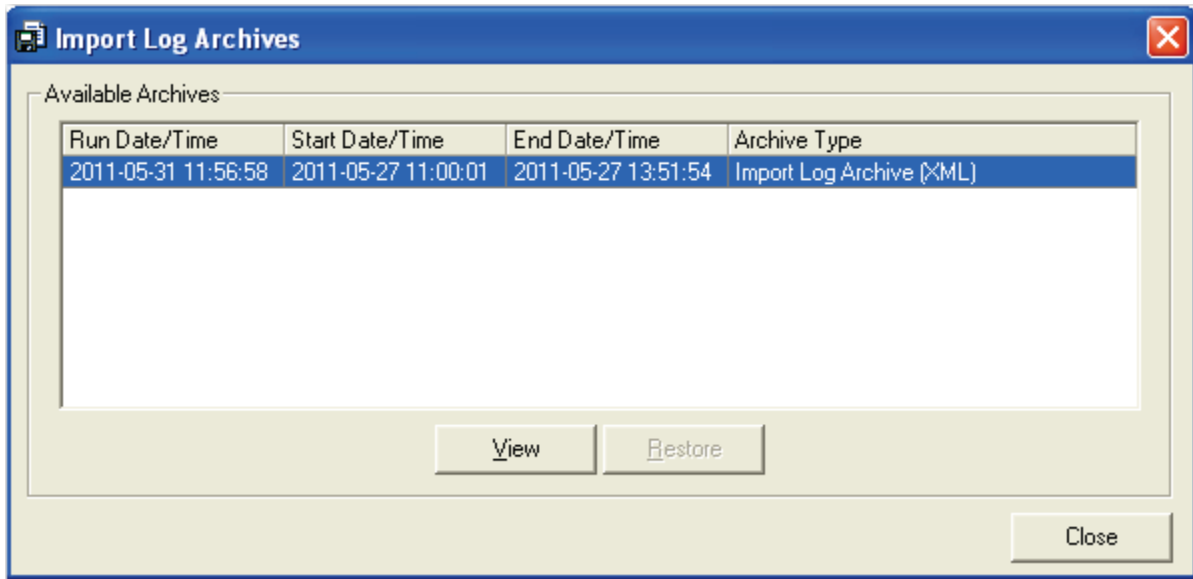 Import Log Archives
Available Archives
Run Date/Time Start Date/Time End Date/Time Archive Type
2011-05-31 11:56:58 2011-05-27 11:00:01 2011-05-27 13:51:54 Import Log Archive (XML)
View Restore
Close